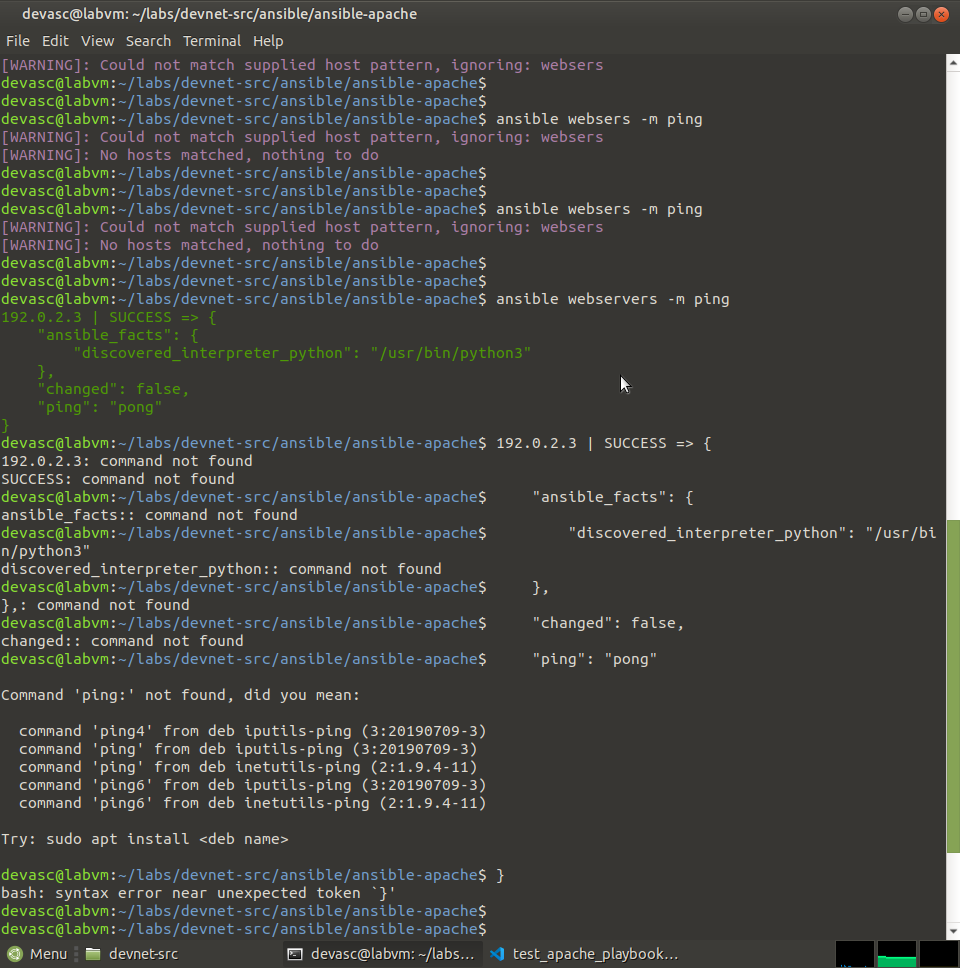 devasc@labvm: ~/labs/devnet-src/ansible/ansible-apache
File Edit View Search Terminal Help
[WARNING]: Could not match supplied host pattern, ignoring: websers
devasc@labvm:~/labs/devnet-src/ansible/ansible-apache$
devasc@labvm:~/labs/devnet-src/ansible/ansible-apache$
devasc@labvm:~/labs/devnet-src/ansible/ansible-apache$ ansible websers -m ping
[WARNING]: Could not match supplied host pattern, ignoring: websers
[WARNING]: No hosts matched, nothing to do
devasc@labvm:~/labs/devnet-src/ansible/ansible-apache$
devasc@labvm:~/labs/devnet-src/ansible/ansible-apache$
devasc@labvm:~/labs/devnet-src/ansible/ansible-apache$ ansible websers -m ping
[WARNING]: Could not match supplied host pattern, ignoring: websers
[WARNING]: No hosts matched, nothing to do
devasc@labvm:~/labs/devnet-src/ansible/ansible-apache$
devasc@labvm:~/labs/devnet-src/ansible/ansible-apache$
devasc@labvm:~/labs/devnet-src/ansible/ansible-apache$ ansible webservers -m ping
192.0.2.3 | SUCCESS => {
    "ansible_facts": {
        "discovered_interpreter_python": "/usr/bin/python3"
    },
    "changed": false,
    "ping": "pong"
}
devasc@labvm:~/labs/devnet-src/ansible/ansible-apache$ 192.0.2.3 | SUCCESS => {
192.0.2.3: command not found
SUCCESS: command not found
devasc@labvm:~/labs/devnet-src/ansible/ansible-apache$     "ansible_facts": {
ansible_facts:: command not found
devasc@labvm:~/labs/devnet-src/ansible/ansible-apache$         "discovered_interpreter_python": "/usr/bi
n/python3"
discovered_interpreter_python:: command not found
devasc@labvm:~/labs/devnet-src/ansible/ansible-apache$     },
},: command not found
devasc@labvm:~/labs/devnet-src/ansible/ansible-apache$     "changed": false,
changed:: command not found
devasc@labvm:~/labs/devnet-src/ansible/ansible-apache$     "ping": "pong"
Command 'ping:' not found, did you mean:
  command 'ping4' from deb iputils-ping (3:20190709-3)
  command 'ping' from deb iputils-ping (3:20190709-3)
  command 'ping' from deb inetutils-ping (2:1.9.4-11)
  command 'ping6' from deb iputils-ping (3:20190709-3)
  command 'ping6' from deb inetutils-ping (2:1.9.4-11)
Try: sudo apt install <deb name>
devasc@labvm:~/labs/devnet-src/ansible/ansible-apache$ }
bash: syntax error near unexpected token `}'
devasc@labvm:~/labs/devnet-src/ansible/ansible-apache$
devasc@labvm:~/labs/devnet-src/ansible/ansible-apache$
Menu devnet-src devasc@labvm: ~/labs... test_apache_playbook...